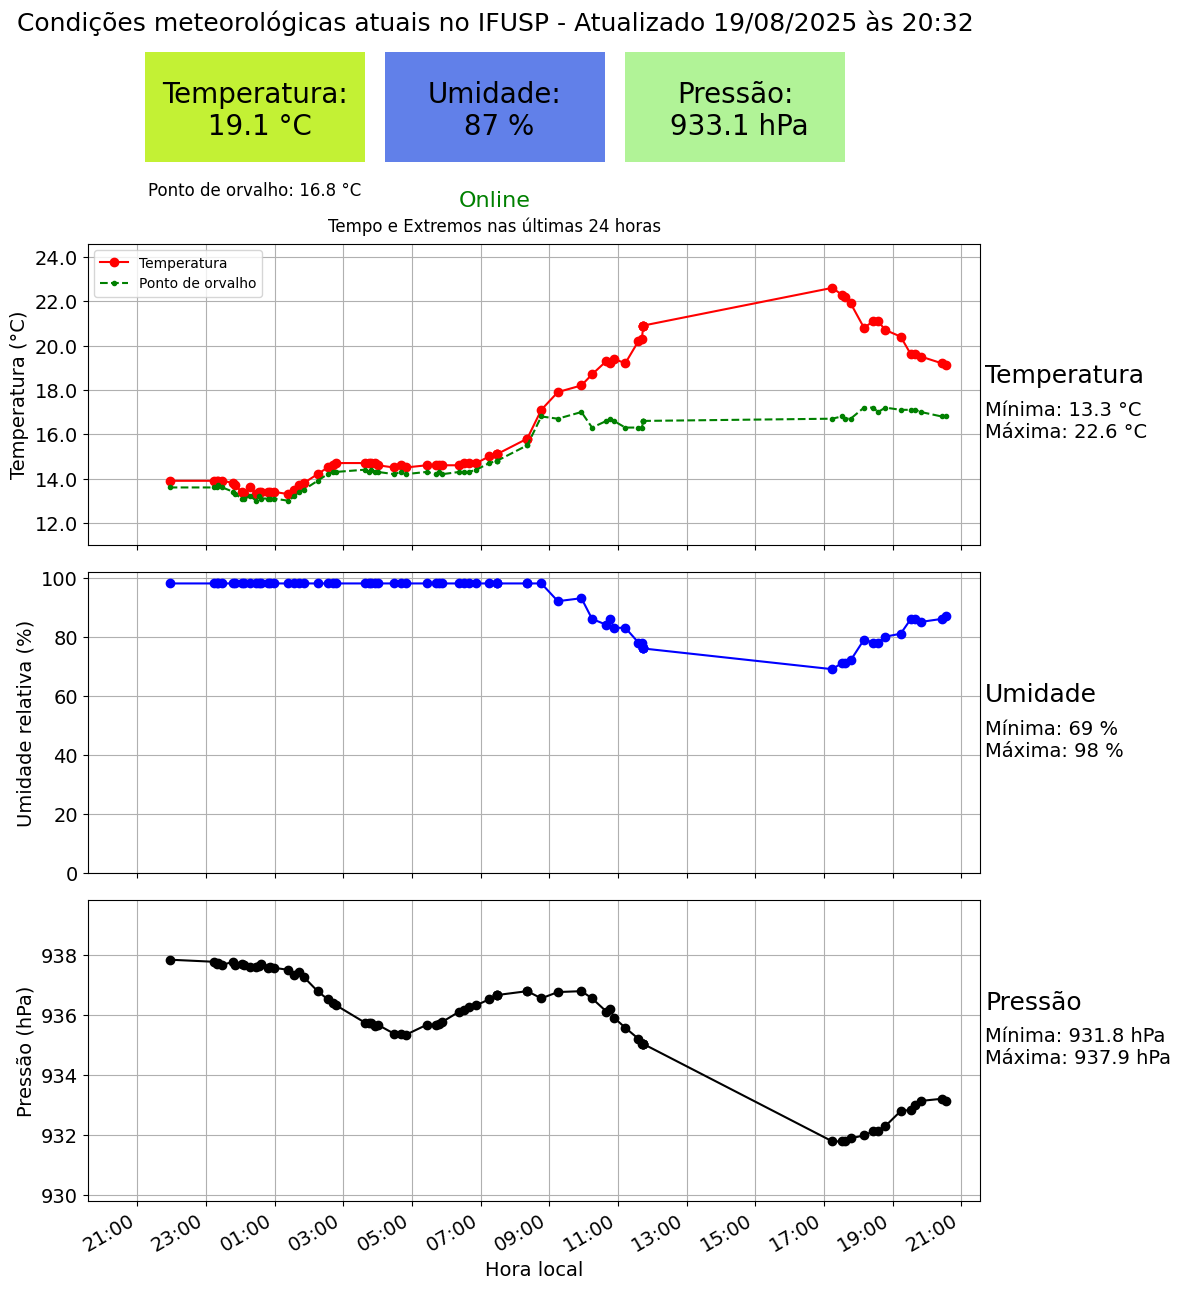 Condições meteorológicas atuais no IFUSP - Atualizado 19/08/2025 às 20:32
Temperatura:
19.1 °C
Umidade:
87 %
Pressão:
933.1 hPa
Ponto de orvalho: 16.8 °C
Online
Tempo e Extremos nas últimas 24 horas
Temperatura
Ponto de orvalho
Temperatura (°C)
24.0
22.0
20.0
18.0
16.0
14.0
12.0
Temperatura
Mínima: 13.3 °C
Máxima: 22.6 °C
Umidade relativa (%)
100
80
60
40
20
0
Umidade
Mínima: 69 %
Máxima: 98 %
Pressão (hPa)
938
936
934
932
930
Pressão
Mínima: 931.8 hPa
Máxima: 937.9 hPa
21:00
23:00
01:00
03:00
05:00
07:00
09:00
11:00
13:00
15:00
17:00
19:00
21:00
Hora local